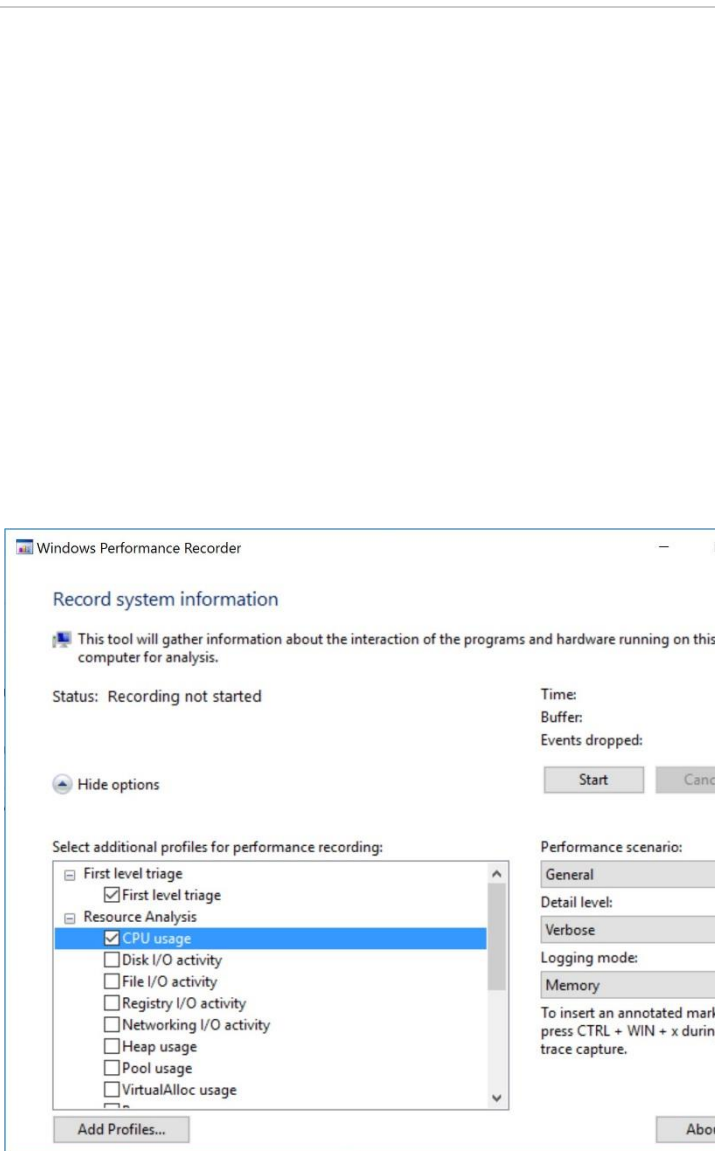 Windows Performance Recorder
Record system information
This tool will gather information about the interaction of the programs and hardware running on this
computer for analysis.
Status: Recording not started
Time:
Buffer:
Events dropped:
Hide options
Start
Select additional profiles for performance recording:
First level triage
First level triage
Resource Analysis
CPU usage
Disk I/O activity
File I/O activity
Registry I/O activity
Networking I/O activity
Heap usage
Pool usage
VirtualAlloc usage
Performance scenario:
General
Detail level:
Verbose
Logging mode:
Memory
To insert an annotated
press CTRL + WIN + x
trace capture.
Add Profiles...